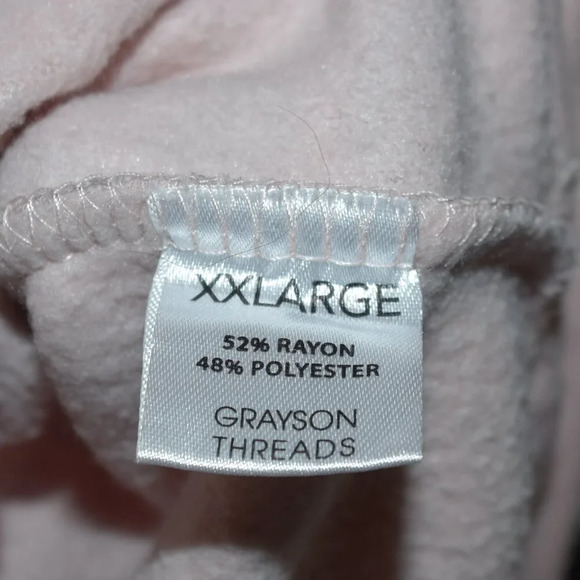 XXLARGE
52% RAYON
48% POLYESTER
GRAYSON
THREADS